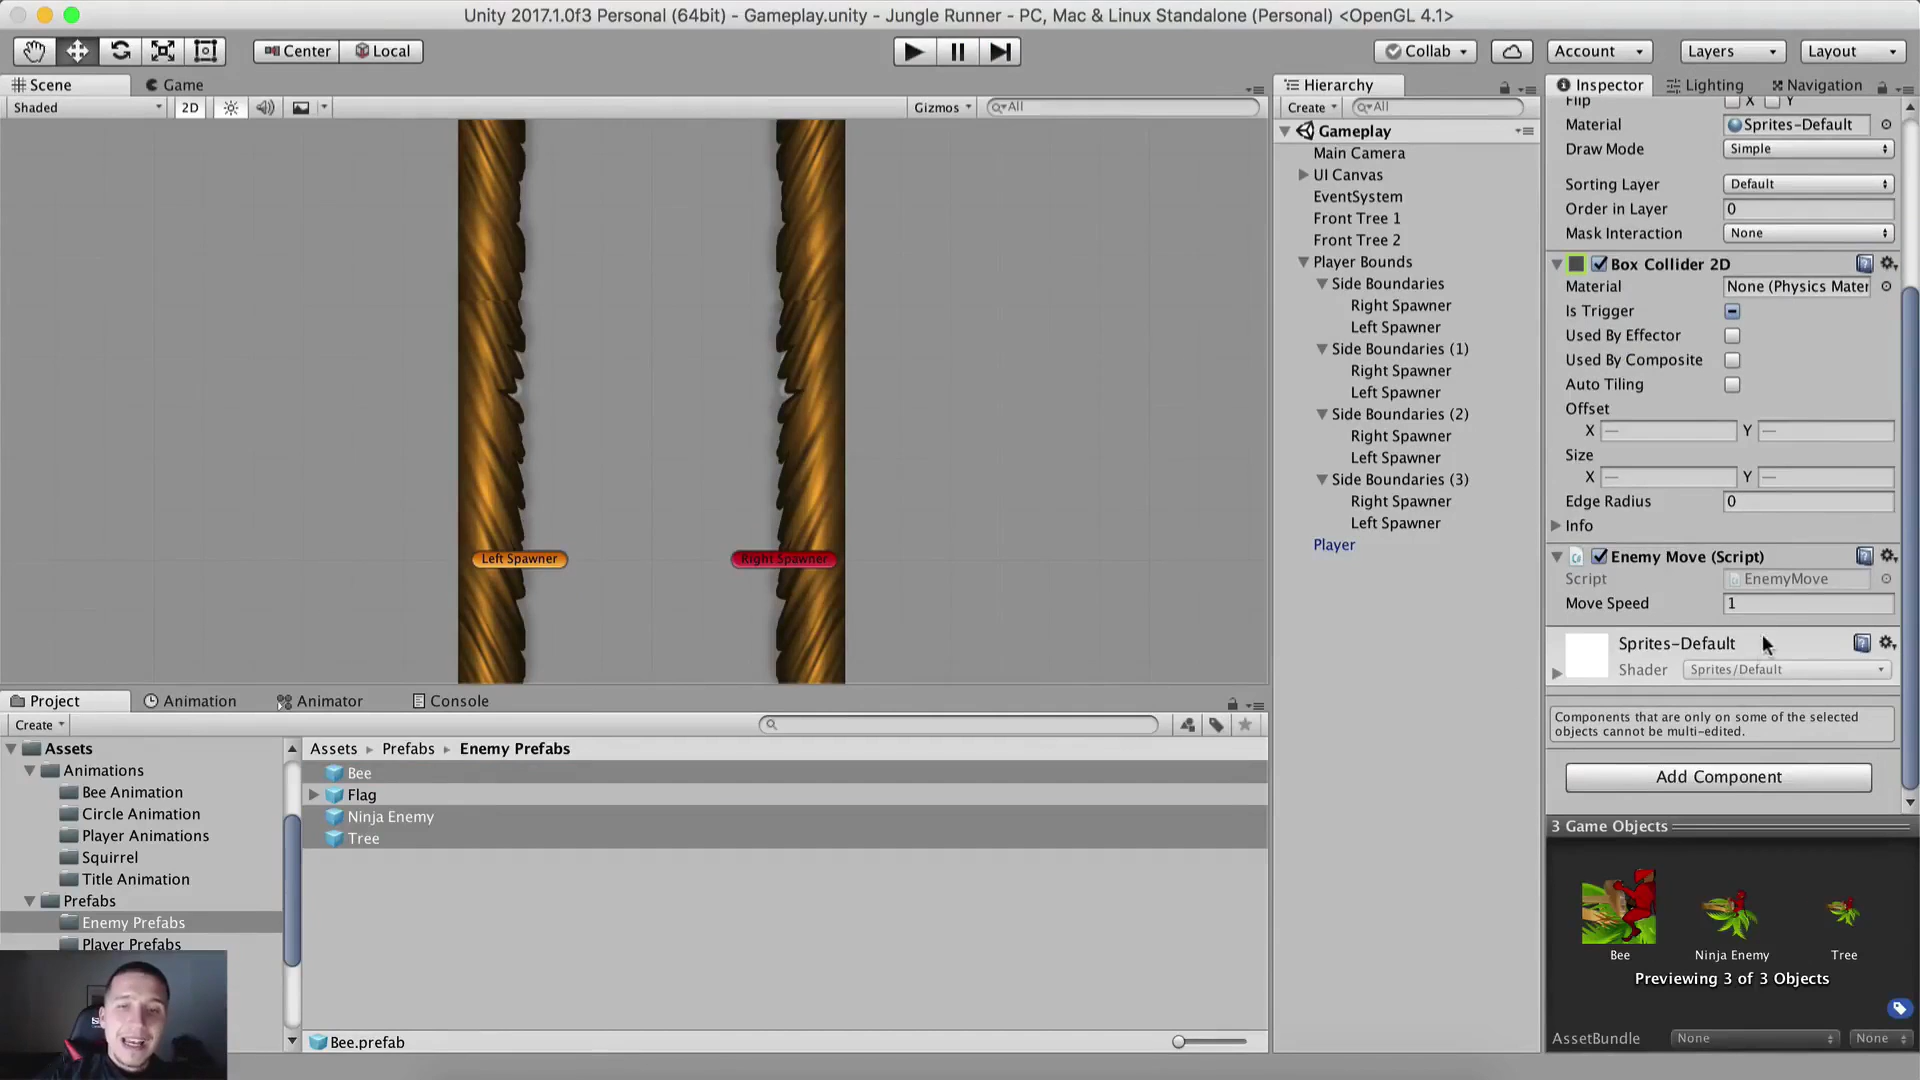 Unity 2017.1.0f3 Personal (64bit) - Gameplay.unity - Jungle Runner - PC, Mac & Linux Standalone (Personal) <OpenGL 4.1>
Center Local
Collab Account Layers Layout
Scene Game
Shaded 2D Gizmos All
Left Spawner Right Spawner
Hierarchy
Create All
Gameplay
Main Camera
UI Canvas
EventSystem
Front Tree 1
Front Tree 2
Player Bounds
Side Boundaries
Right Spawner
Left Spawner
Side Boundaries (1)
Right Spawner
Left Spawner
Side Boundaries (2)
Right Spawner
Left Spawner
Side Boundaries (3)
Right Spawner
Left Spawner
Player
Inspector Lighting Navigation
Flip X Y
Material Sprites-Default
Draw Mode Simple
Sorting Layer Default
Order in Layer 0
Mask Interaction None
Box Collider 2D
Material None (Physics Mater
Is Trigger
Used By Effector
Used By Composite
Auto Tiling
Offset
X — Y —
Size
X — Y —
Edge Radius 0
Info
Enemy Move (Script)
Script EnemyMove
Move Speed 1
Sprites-Default
Shader Sprites/Default
Components that are only on some of the selected
objects cannot be multi-edited.
Add Component
3 Game Objects
Bee Ninja Enemy Tree
Previewing 3 of 3 Objects
AssetBundle None None
Project Animation Animator Console
Create
Assets
Animations
Bee Animation
Circle Animation
Player Animations
Squirrel
Title Animation
Prefabs
Enemy Prefabs
Player Prefabs
Assets Prefabs Enemy Prefabs
Bee
Flag
Ninja Enemy
Tree
Bee.prefab